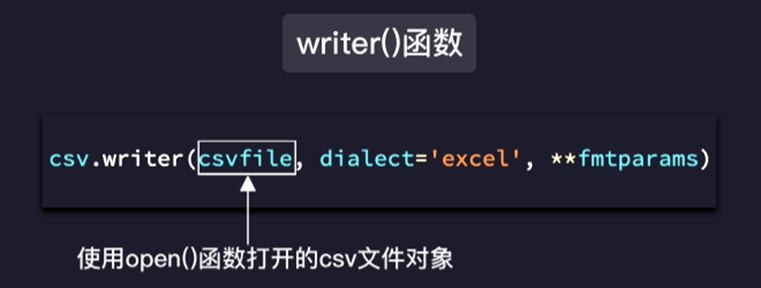 writer()函数
csv.writer(csvfile, dialect='excel', **fmtparams)
使用open()函数打开的csv文件对象